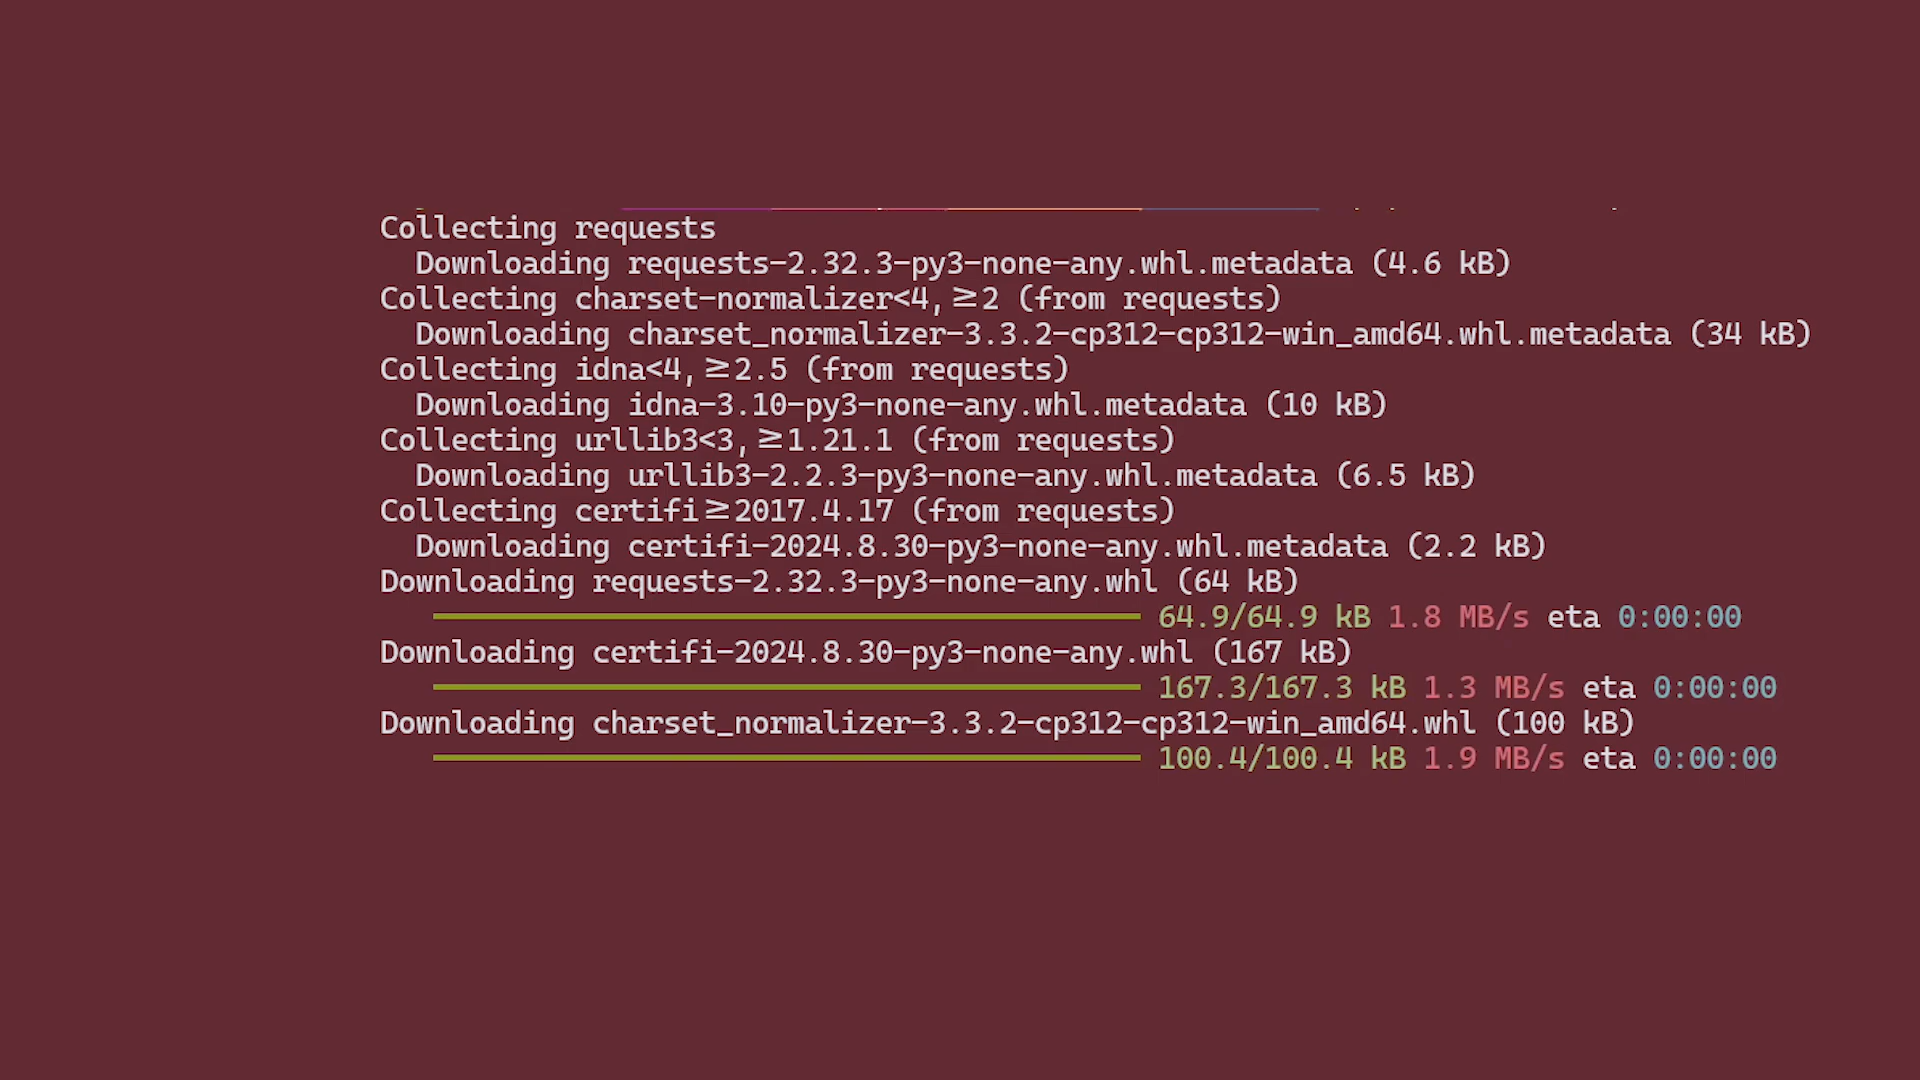 Collecting requests
  Downloading requests-2.32.3-py3-none-any.whl.metadata (4.6 kB)
Collecting charset-normalizer<4,≥2 (from requests)
  Downloading charset_normalizer-3.3.2-cp312-cp312-win_amd64.whl.metadata (34 kB)
Collecting idna<4,≥2.5 (from requests)
  Downloading idna-3.10-py3-none-any.whl.metadata (10 kB)
Collecting urllib3<3,≥1.21.1 (from requests)
  Downloading urllib3-2.2.3-py3-none-any.whl.metadata (6.5 kB)
Collecting certifi≥2017.4.17 (from requests)
  Downloading certifi-2024.8.30-py3-none-any.whl.metadata (2.2 kB)
Downloading requests-2.32.3-py3-none-any.whl (64 kB)
64.9/64.9 kB 1.8 MB/s eta 0:00:00
Downloading certifi-2024.8.30-py3-none-any.whl (167 kB)
167.3/167.3 kB 1.3 MB/s eta 0:00:00
Downloading charset_normalizer-3.3.2-cp312-cp312-win_amd64.whl (100 kB)
100.4/100.4 kB 1.9 MB/s eta 0:00:00